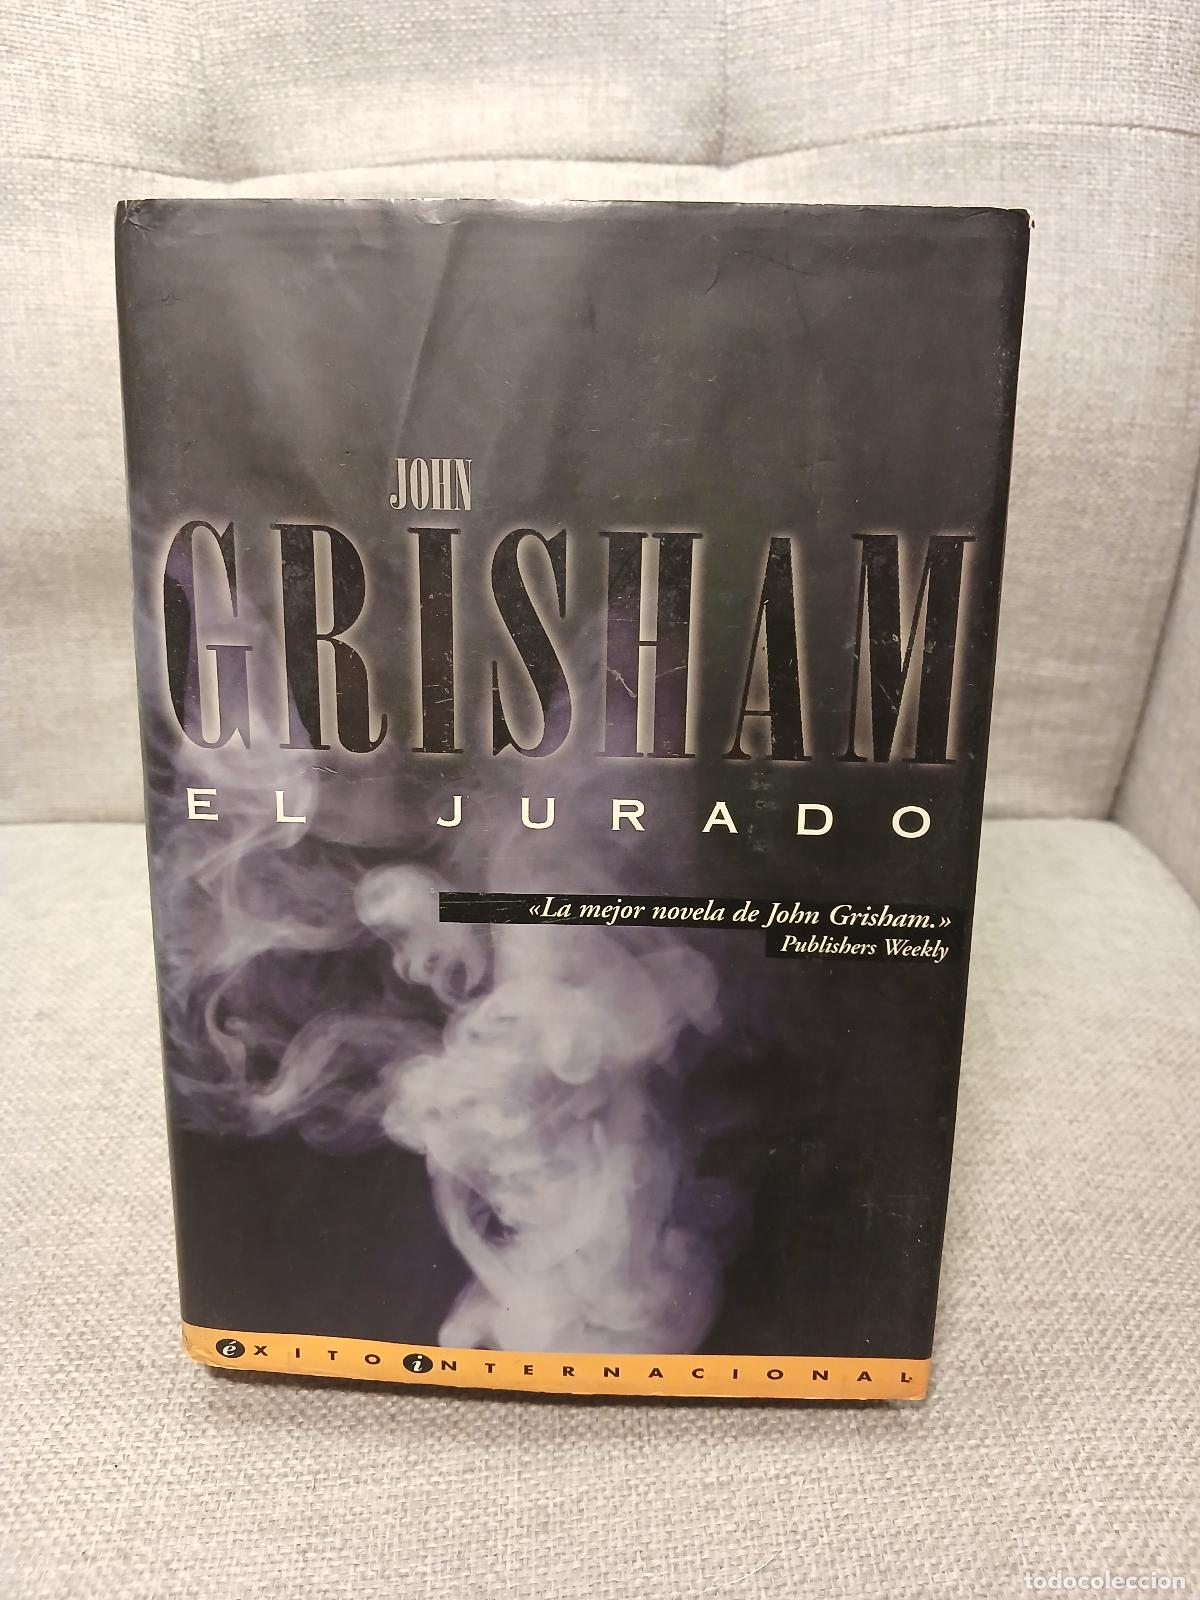 JOHN
GRISHAM
EL JURADO
«La mejor novela de John Grisham.»
Publishers Weekly
éXITO iNTERNACIONAL
todocoleccion